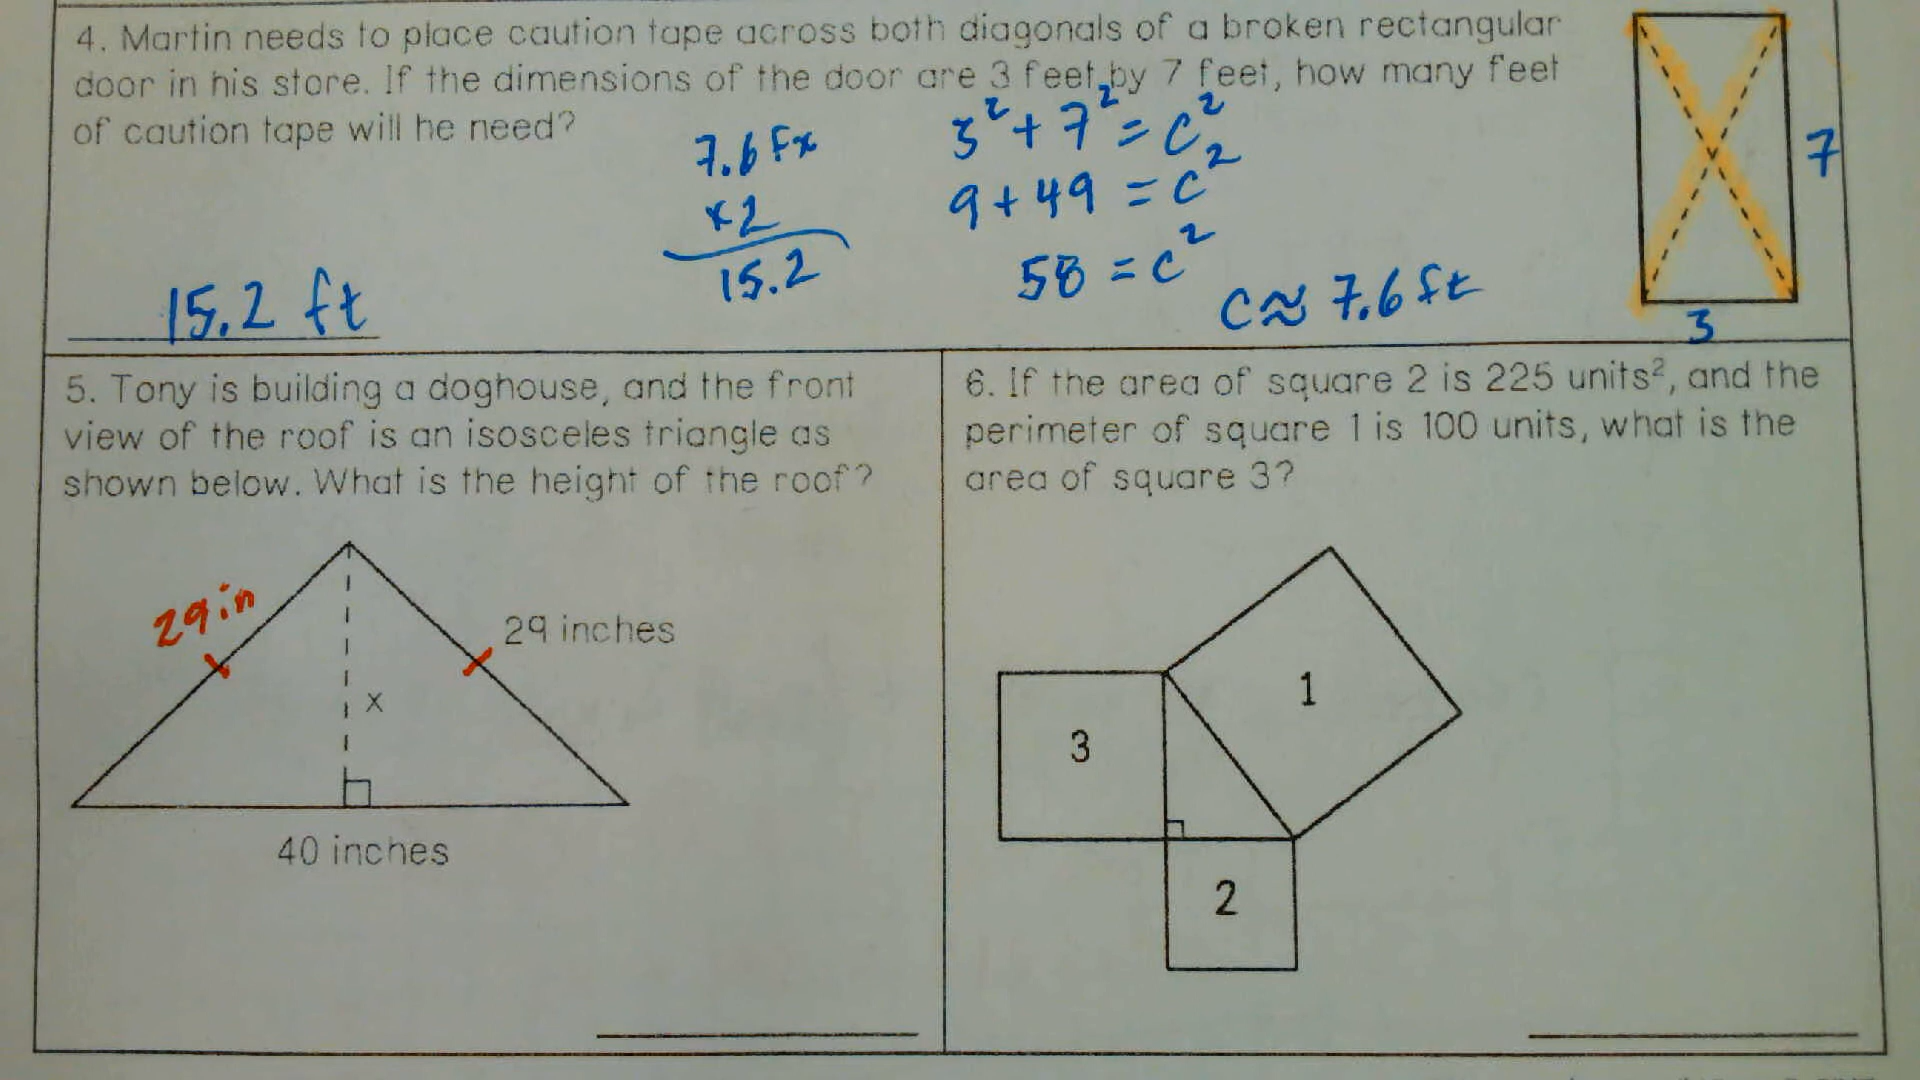 4. Martin needs to place caution tape across both diagonals of a broken rectangular
door in his store. If the dimensions of the door are 3 feet by 7 feet, how many feet
of caution tape will he need?
7.6 ft
x2
15.2
3² + 7² = c²
9 + 49 = c²
58 = c²
c ≈ 7.6 ft
15.2 ft
7
3
5. Tony is building a doghouse, and the front
view of the roof is an isosceles triangle as
shown below. What is the height of the roof?
29 in
29 inches
x
40 inches
6. If the area of square 2 is 225 units², and the
perimeter of square 1 is 100 units, what is the
area of square 3?
1
3
2